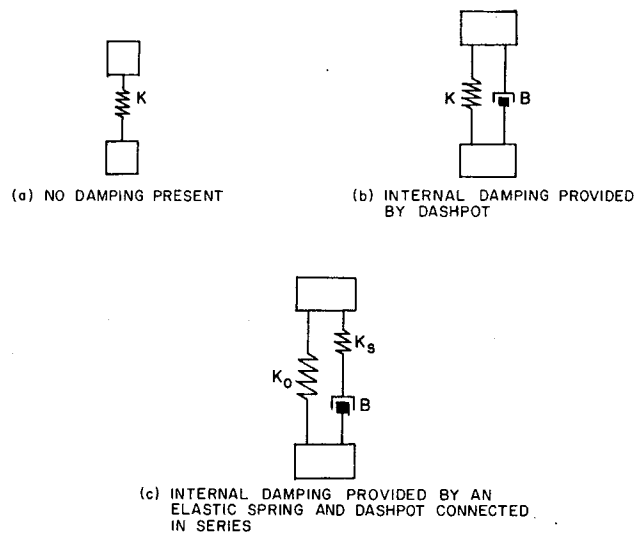 K
(a) NO DAMPING PRESENT
K B
(b) INTERNAL DAMPING PROVIDED
BY DASHPOT
Ks
Ko
B
(c) INTERNAL DAMPING PROVIDED BY AN
ELASTIC SPRING AND DASHPOT CONNECTED
IN SERIES